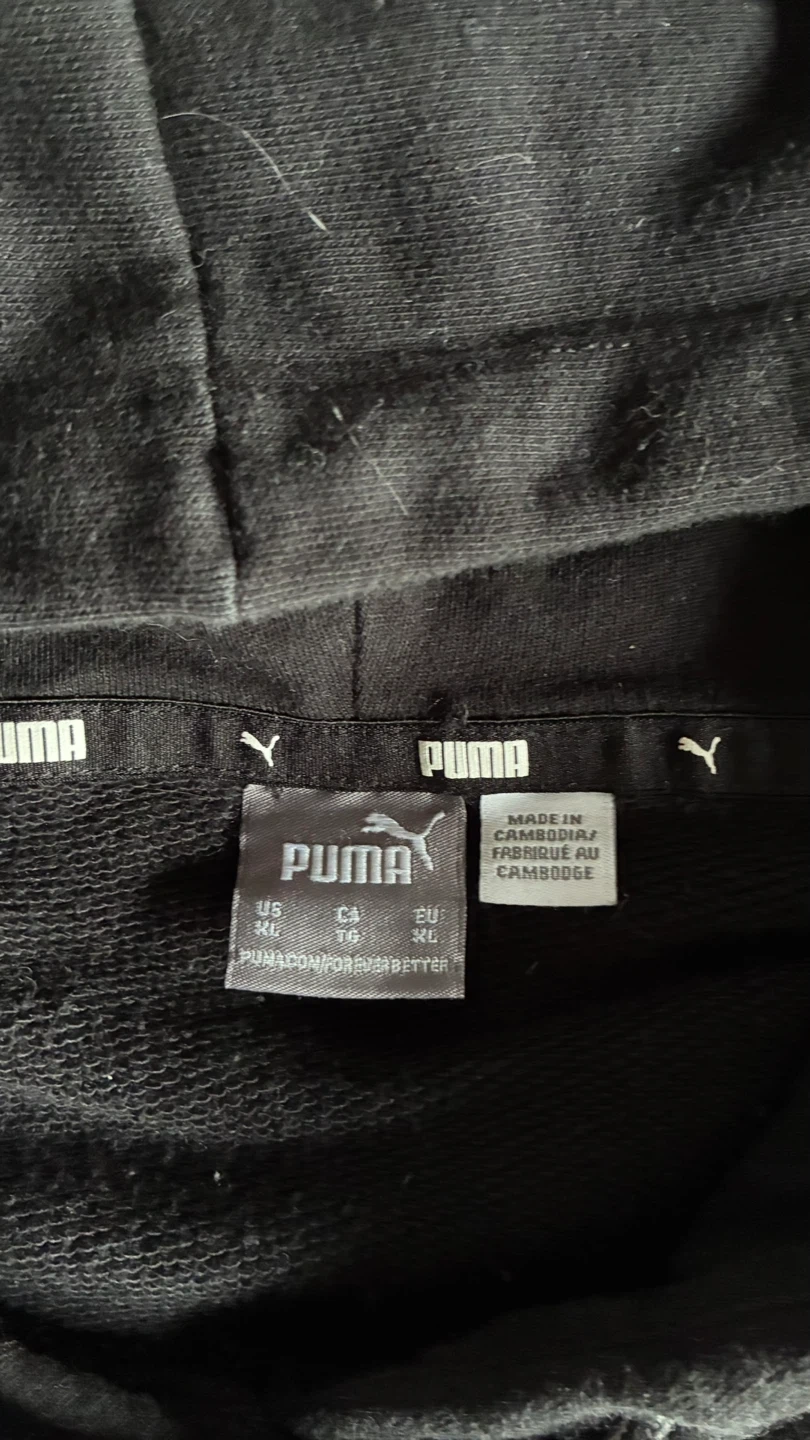 PUMA
PUMA
PUMA
US CA EU
XL TG XL
PUMA.COM/FOREVERBETTER
MADE IN
CAMBODIA/
FABRIQUÉ AU
CAMBODGE